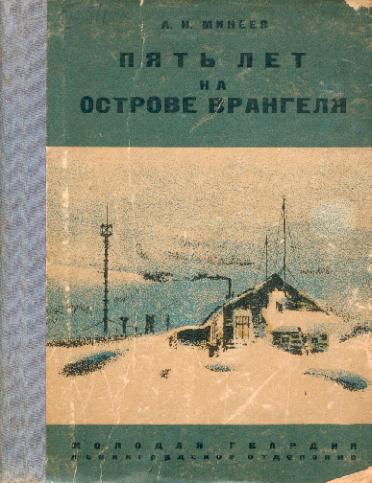 А. И. МИНЕЕВ
ПЯТЬ ЛЕТ
НА
ОСТРОВЕ ВРАНГЕЛЯ
МОЛОДАЯ ГВАРДИЯ
ЛЕНИНГРАДСКОЕ ОТДЕЛЕНИЕ